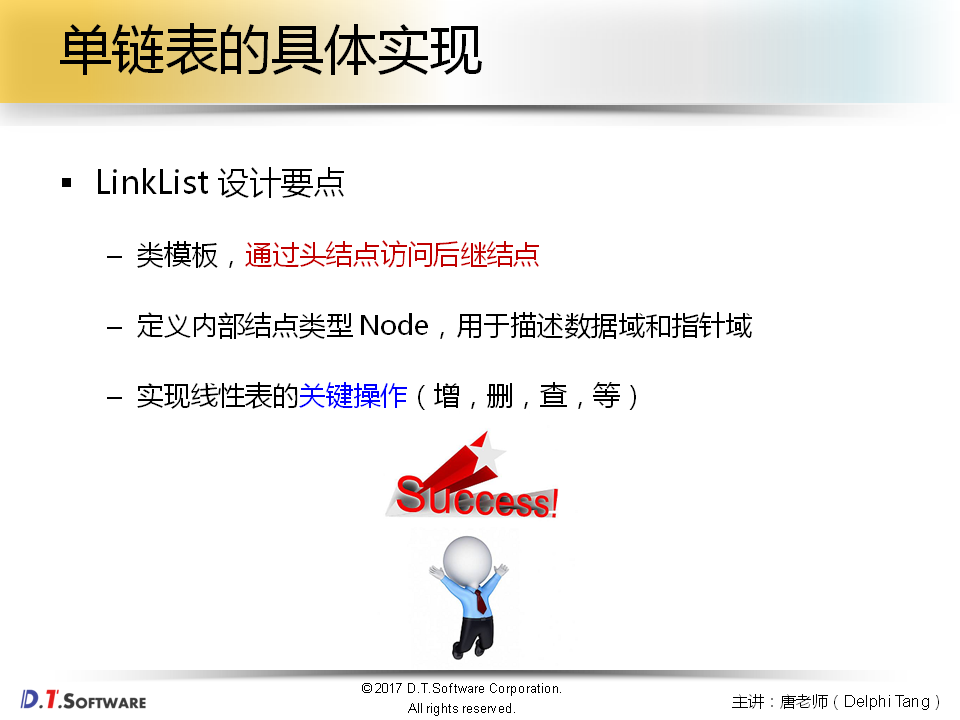 单链表的具体实现
▪ LinkList 设计要点
– 类模板，通过头结点访问后继结点
– 定义内部结点类型 Node，用于描述数据域和指针域
– 实现线性表的关键操作（增，删，查，等）
Success!
D.T.SOFTWARE
©2017 D.T.Software Corporation.
All rights reserved.
主讲：唐老师（Delphi Tang）